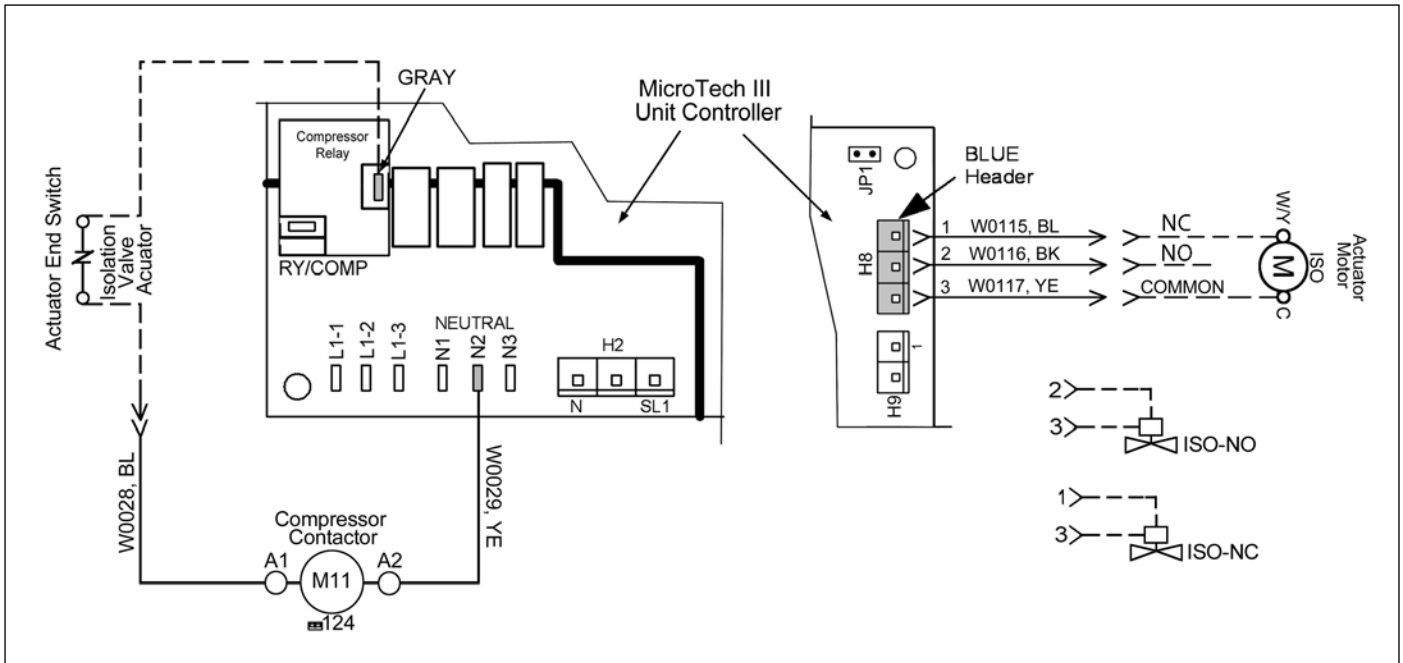 GRAY
MicroTech III
Unit Controller
Compressor
Relay
RY/COMP
Actuator End Switch
Isolation
Valve
Acuator
L1-1
L1-2
L1-3
NEUTRAL
N1
N2
N3
H2
N
SL1
W0028, BL
W0029, YE
Compressor
Contactor
A1
M11
A2
124
JP1
BLUE
Header
H8
1 W0115, BL NC
2 W0116, BK NO
3 W0117, YE COMMON
W/Y
M
ISO
C
Actuator
Motor
1
H9
2
3
ISO-NO
1
3
ISO-NC